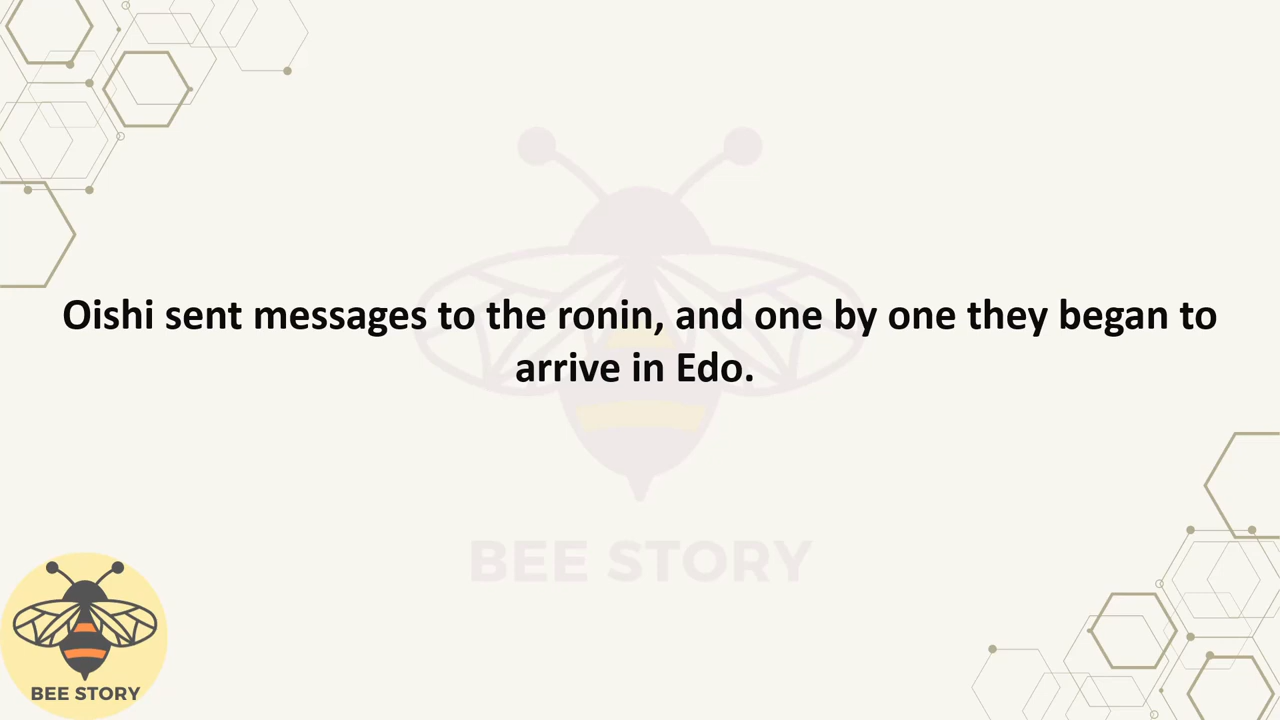 Oishi sent messages to the ronin, and one by one they began to
arrive in Edo.
BEE STORY
BEE STORY